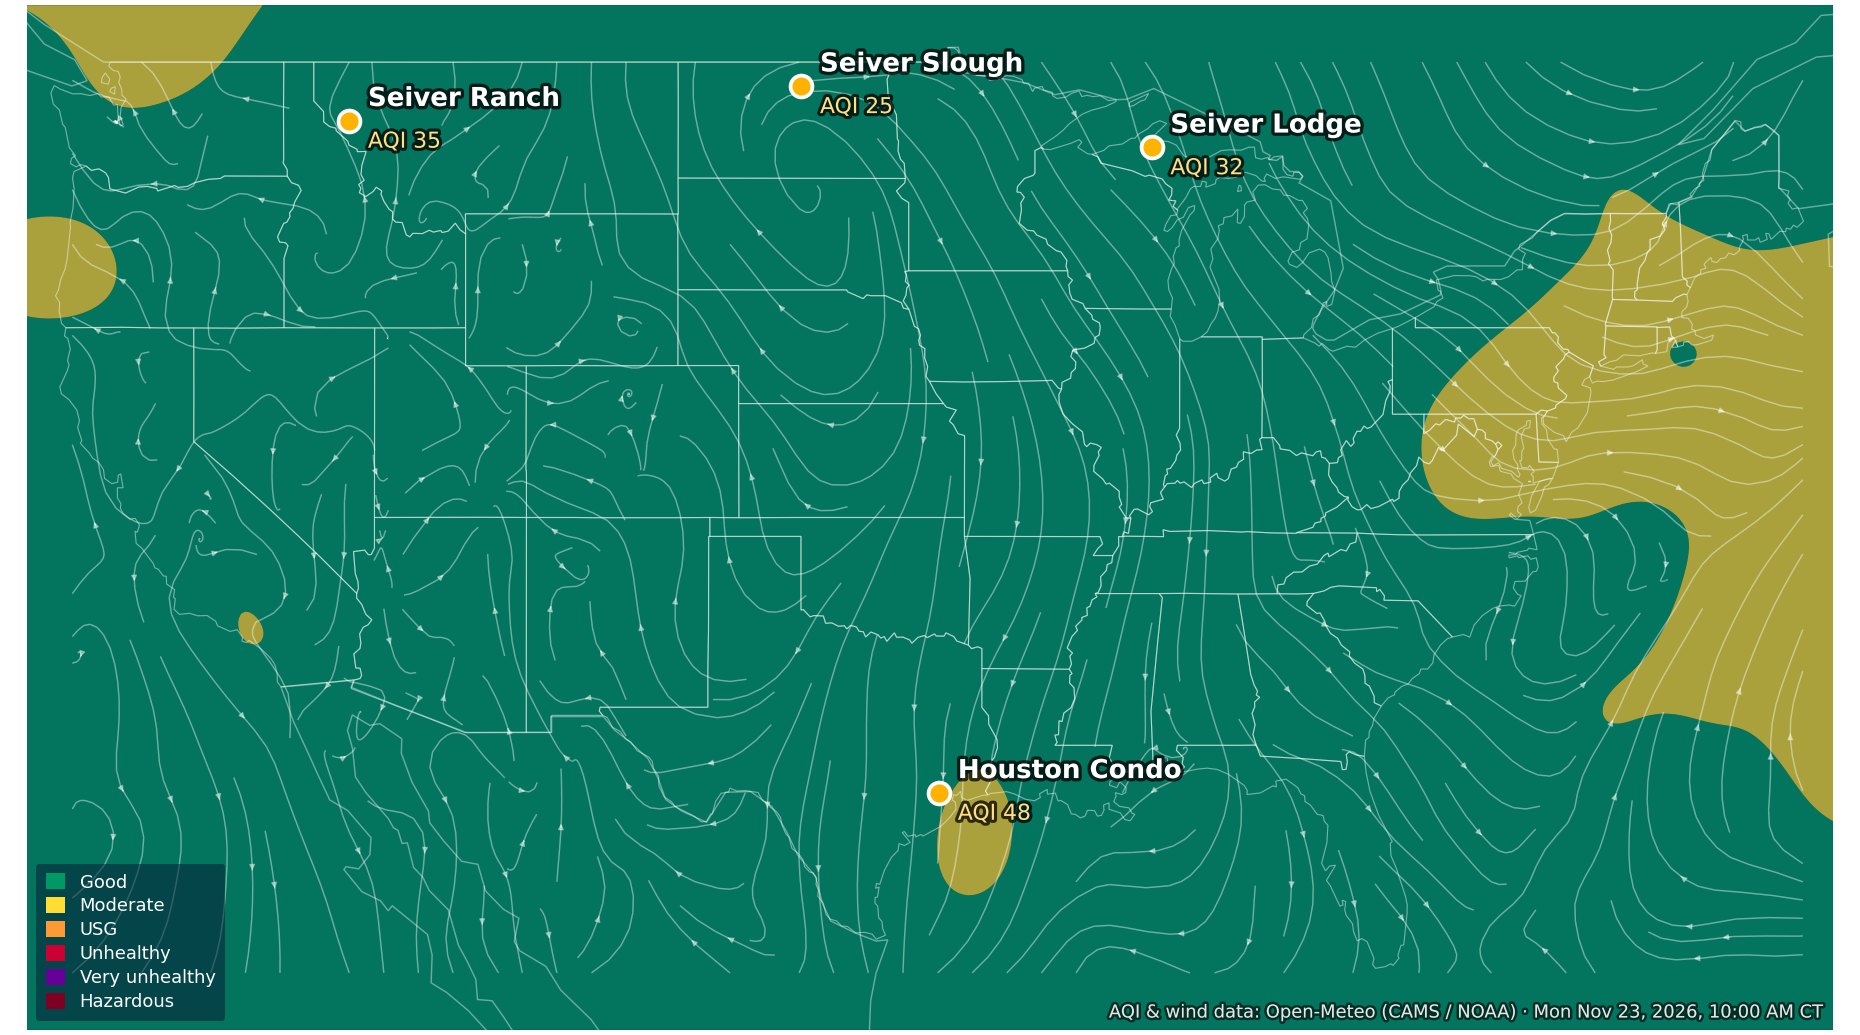 Seiver Slough
AQI 25
Seiver Ranch
AQI 35
Seiver Lodge
AQI 32
Houston Condo
AQI 48
Good
Moderate
USG
Unhealthy
Very unhealthy
Hazardous
AQI & wind data: Open-Meteo (CAMS / NOAA) · Mon Nov 23, 2026, 10:00 AM CT